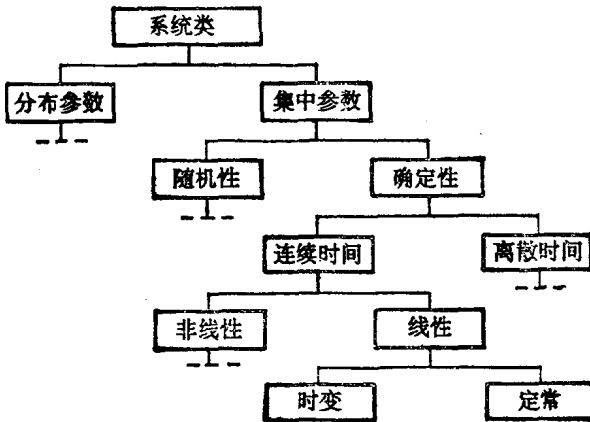 系统类
分布参数
集中参数
随机性
确定性
连续时间
离散时间
非线性
线性
时变
定常